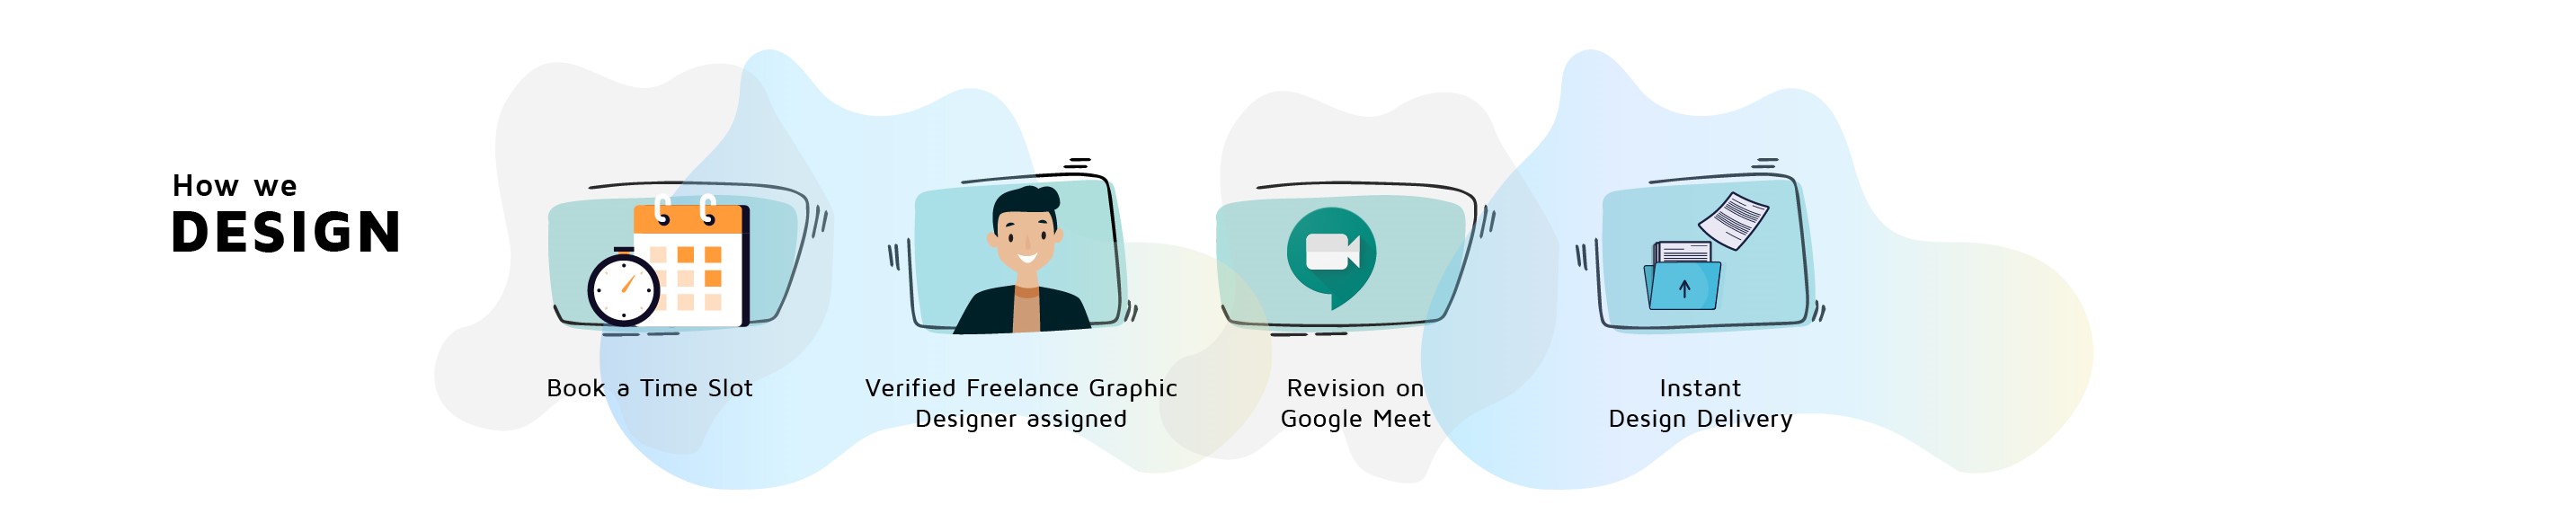 How we
DESIGN
Book a Time Slot
Verified Freelance Graphic
Designer assigned
Revision on
Google Meet
Instant
Design Delivery